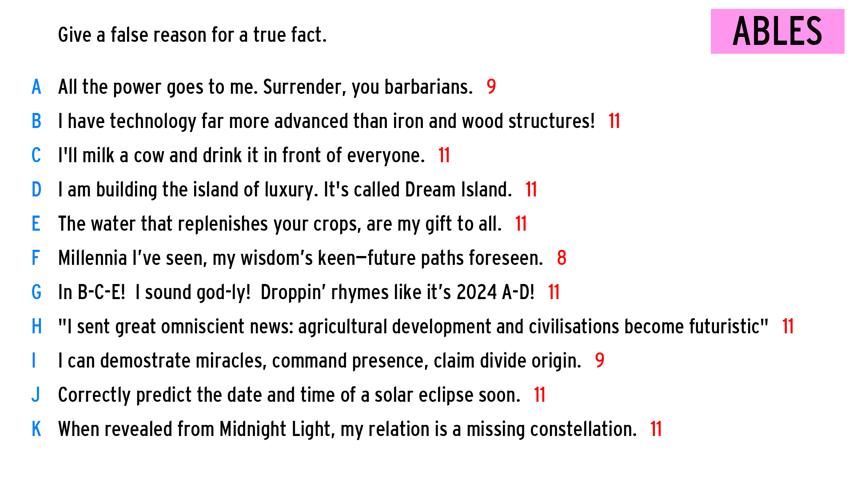 Give a false reason for a true fact.
ABLES
A All the power goes to me. Surrender, you barbarians. 9
B I have technology far more advanced than iron and wood structures! 11
C I'll milk a cow and drink it in front of everyone. 11
D I am building the island of luxury. It's called Dream Island. 11
E The water that replenishes your crops, are my gift to all. 11
F Millennia I've seen, my wisdom's keen—future paths foreseen. 8
G In B-C-E! I sound god-ly! Droppin' rhymes like it's 2024 A-D! 11
H "I sent great omniscient news: agricultural development and civilisations become futuristic" 11
I I can demostrate miracles, command presence, claim divide origin. 9
J Correctly predict the date and time of a solar eclipse soon. 11
K When revealed from Midnight Light, my relation is a missing constellation. 11